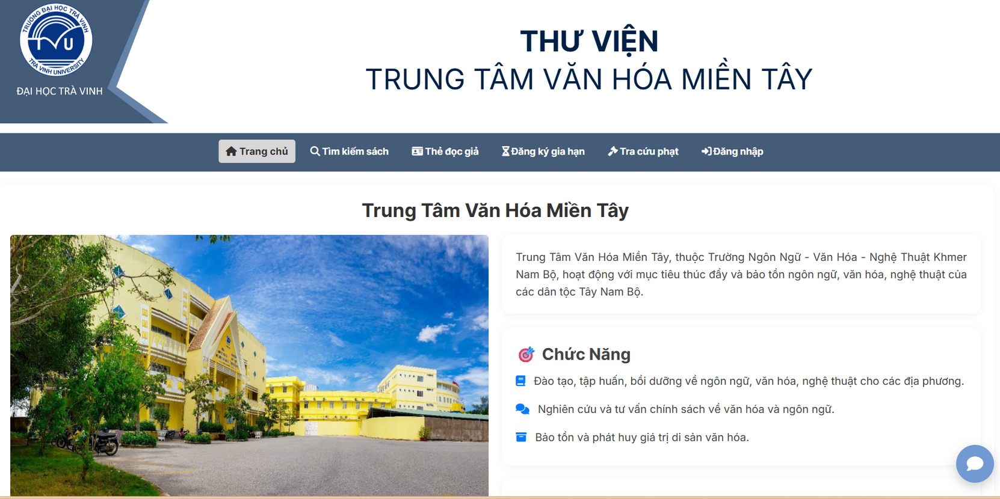 TRƯỜNG ĐẠI HỌC TRÀ VINH
TVU
TRA VINH UNIVERSITY
ĐẠI HỌC TRÀ VINH
THƯ VIỆN
TRUNG TÂM VĂN HÓA MIỀN TÂY
Trang chủ
Tìm kiếm sách
Thẻ đọc giả
Đăng ký gia hạn
Tra cứu phạt
Đăng nhập
Trung Tâm Văn Hóa Miền Tây
Trung Tâm Văn Hóa Miền Tây, thuộc Trường Ngôn Ngữ - Văn Hóa - Nghệ Thuật Khmer
Nam Bộ, hoạt động với mục tiêu thúc đẩy và bảo tồn ngôn ngữ, văn hóa, nghệ thuật của
các dân tộc Tây Nam Bộ.
Chức Năng
Đào tạo, tập huấn, bồi dưỡng về ngôn ngữ, văn hóa, nghệ thuật cho các địa phương.
Nghiên cứu và tư vấn chính sách về văn hóa và ngôn ngữ.
Bảo tồn và phát huy giá trị di sản văn hóa.